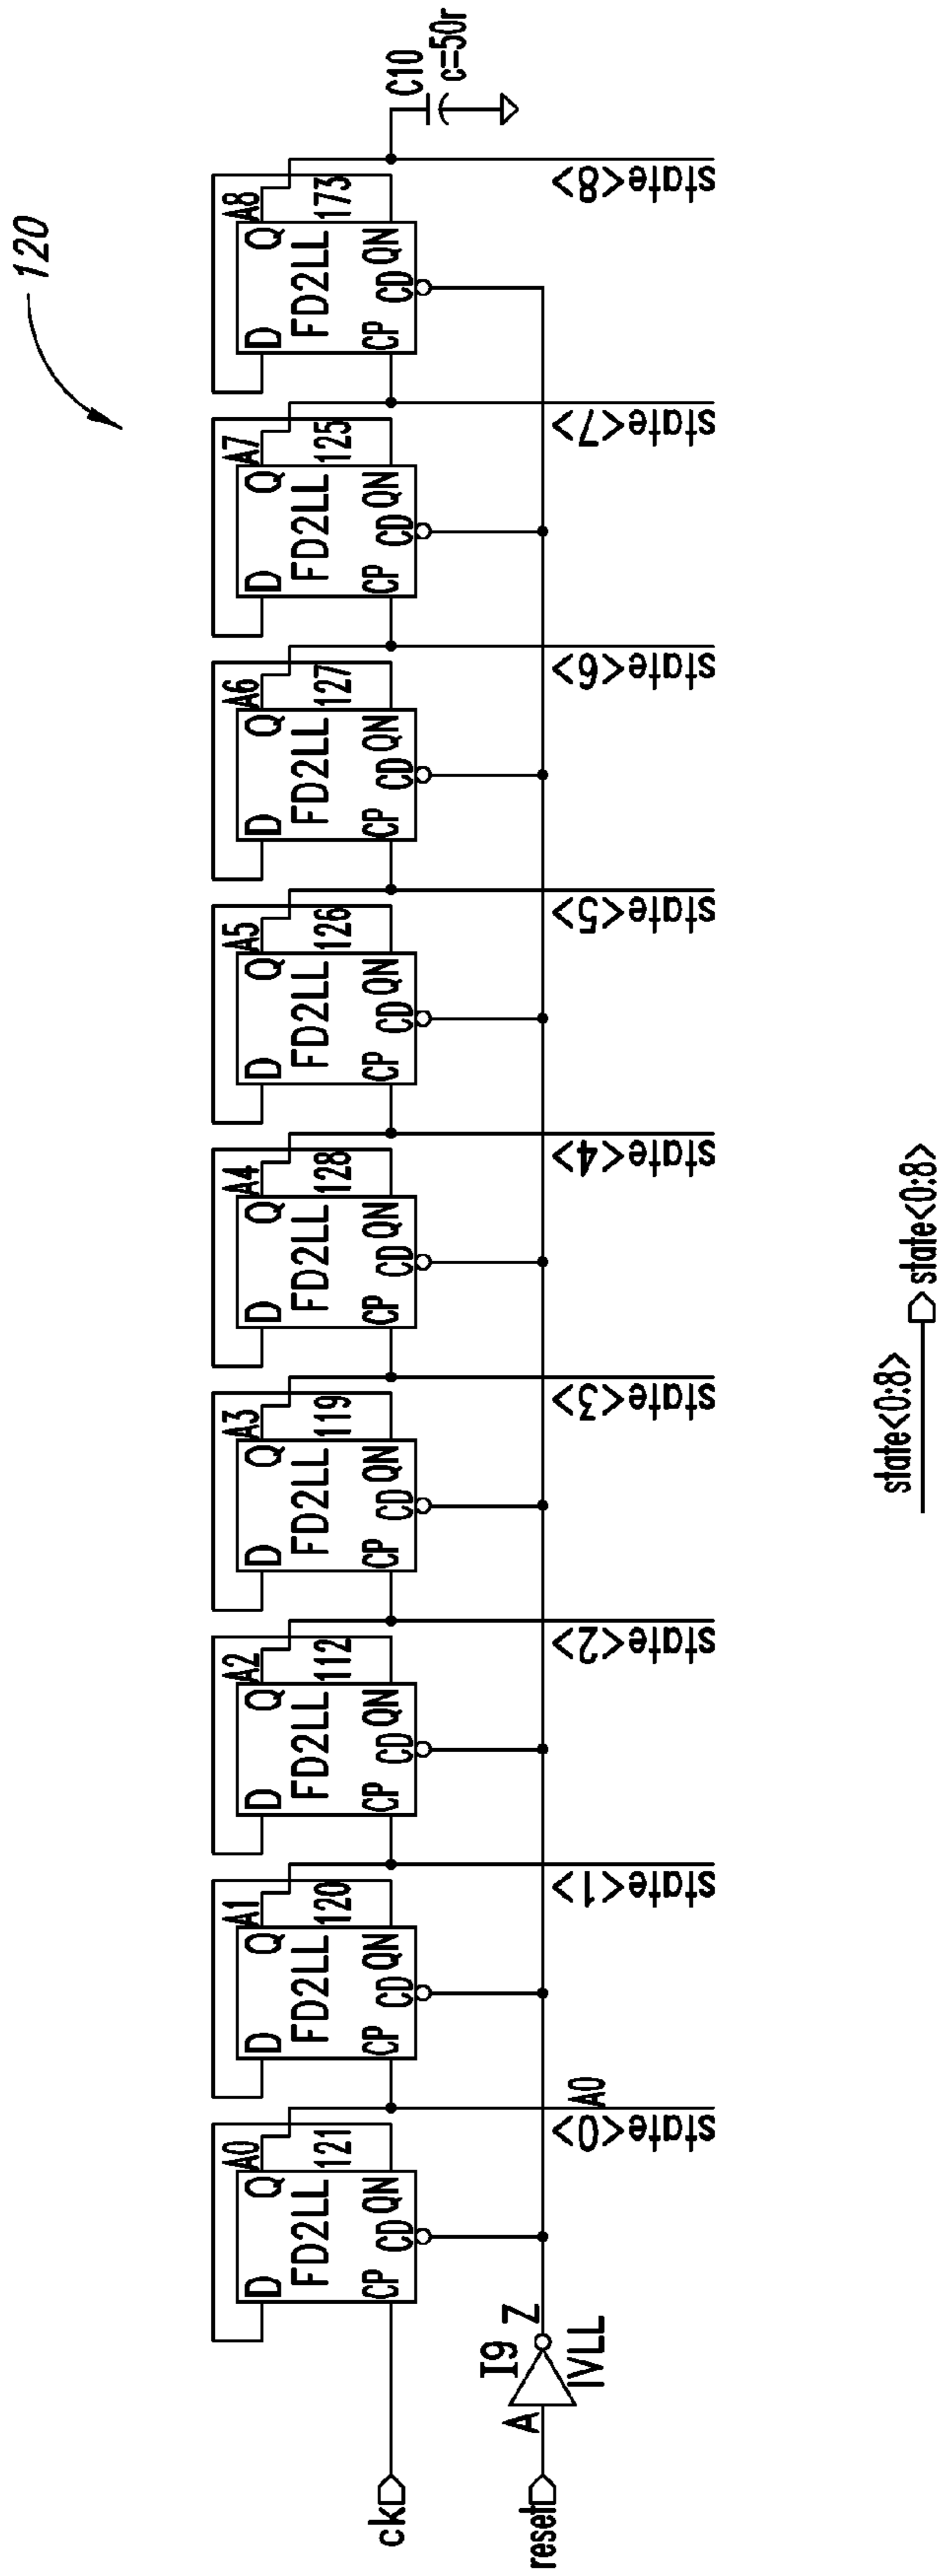 120
A0
D Q
FD2LL 121
CP CD QN
A1
D Q
FD2LL 120
CP CD QN
A2
D Q
FD2LL 112
CP CD QN
A3
D Q
FD2LL 119
CP CD QN
A4
D Q
FD2LL 128
CP CD QN
A5
D Q
FD2LL 126
CP CD QN
A6
D Q
FD2LL 127
CP CD QN
A7
D Q
FD2LL 125
CP CD QN
A8
D Q
FD2LL 173
CP CD QN
C10
c=50r
ck
reset
A
I9
Z
IVLL
state<0>
A0
state<1>
state<2>
state<3>
state<4>
state<5>
state<6>
state<7>
state<8>
state<0:8>
state<0:8>